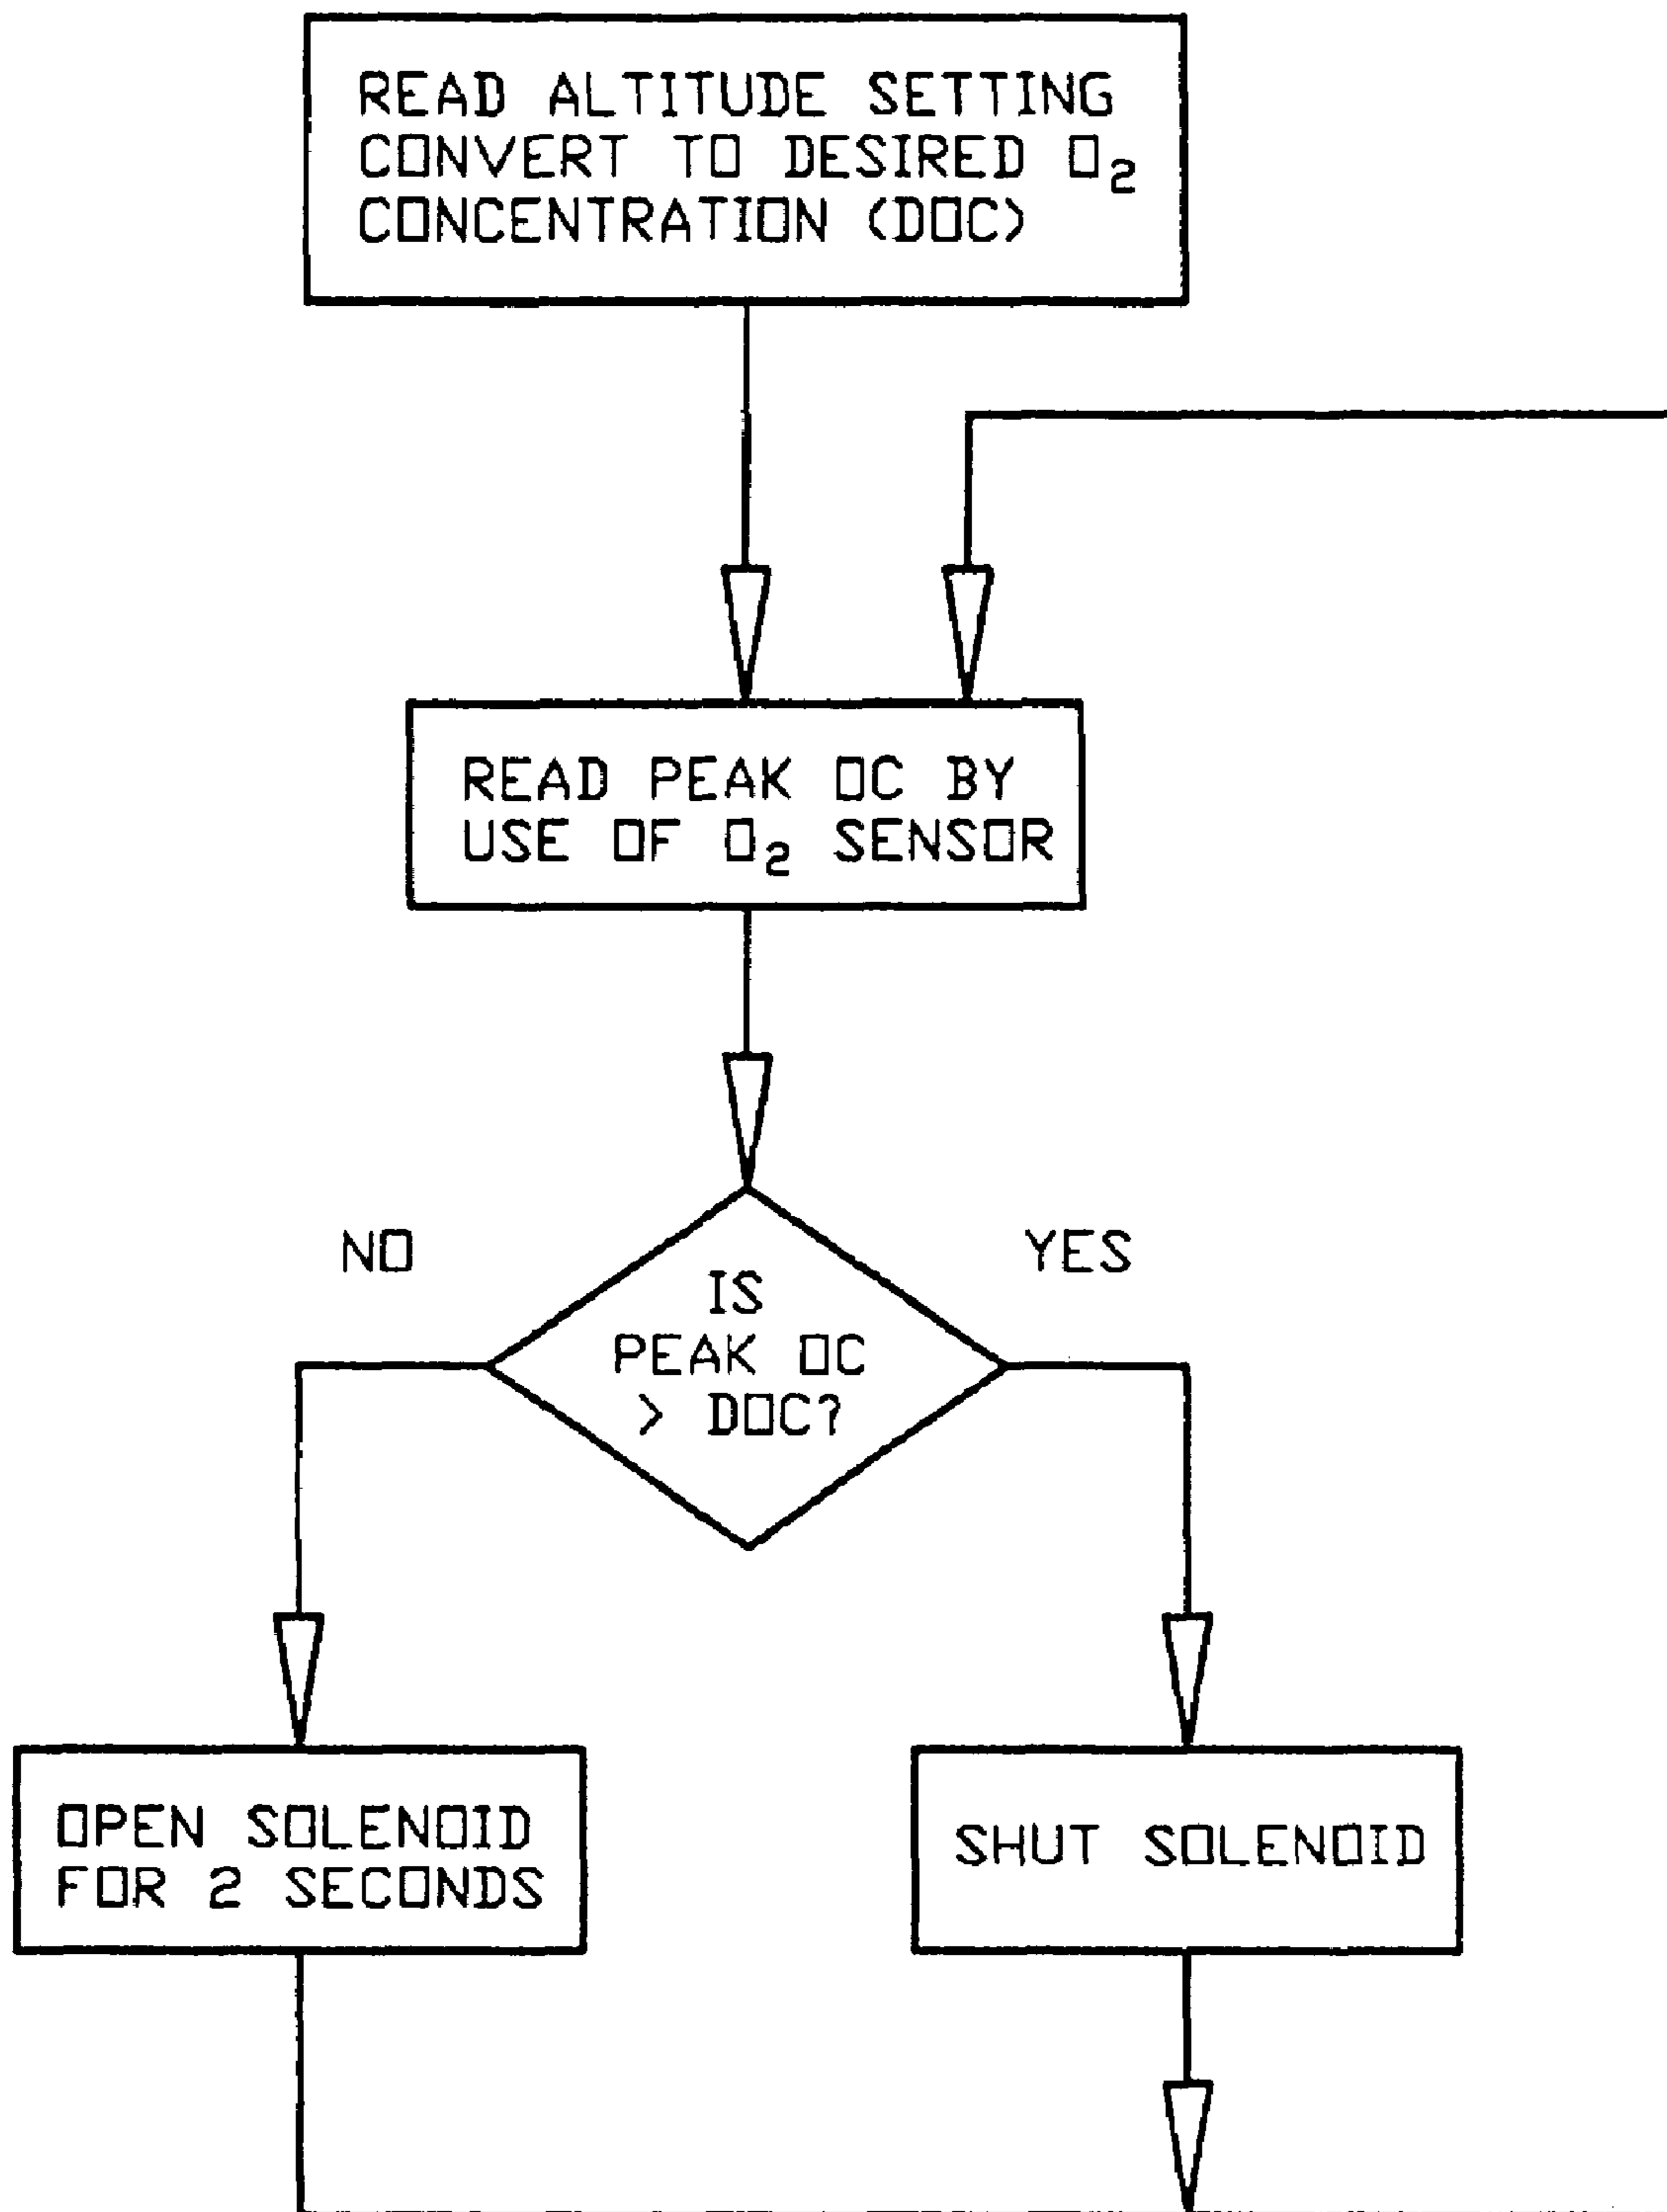 READ ALTITUDE SETTING
CONVERT TO DESIRED O₂
CONCENTRATION (DOC)
READ PEAK OC BY
USE OF O₂ SENSOR
NO
YES
IS
PEAK OC
> DOC?
OPEN SOLENOID
FOR 2 SECONDS
SHUT SOLENOID